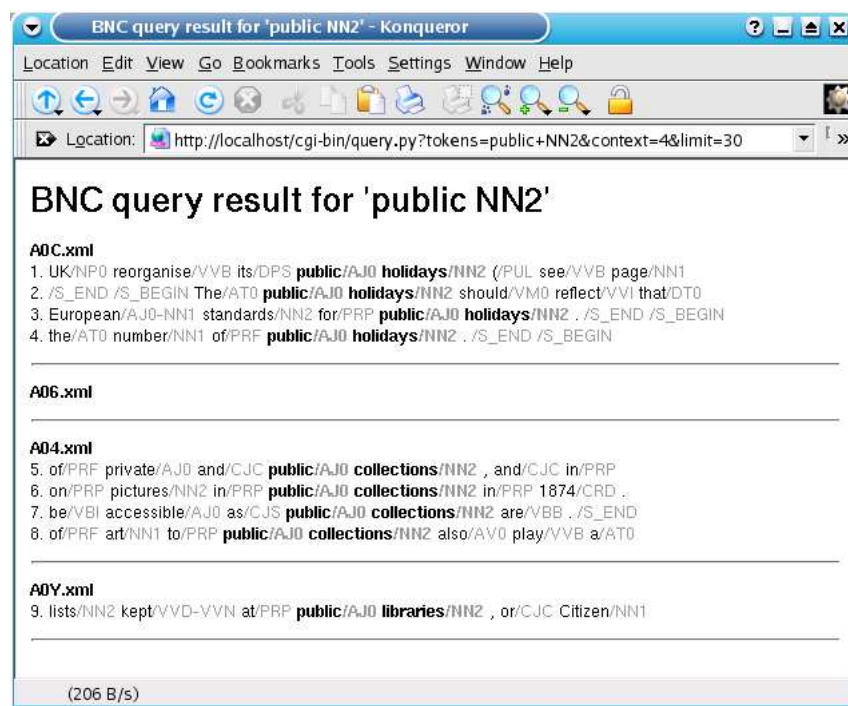 BNC query result for 'public NN2' - Konqueror
Location Edit View Go Bookmarks Tools Settings Window Help
Location: http://localhost/cgi-bin/query.py?tokens=public+NN2&context=4&limit=30
BNC query result for 'public NN2'
A0C.xml
1. UK/NP0 reorganise/VVB its/DPS public/AJ0 holidays/NN2 (/PUL see/VVB page/NN1
2. /S_END /S_BEGIN The/AT0 public/AJ0 holidays/NN2 should/VM0 reflect/VVI that/DT0
3. European/AJ0-NN1 standards/NN2 for/PRP public/AJ0 holidays/NN2 . /S_END /S_BEGIN
4. the/AT0 number/NN1 of/PRF public/AJ0 holidays/NN2 . /S_END /S_BEGIN
A06.xml
A04.xml
5. of/PRF private/AJ0 and/CJC public/AJ0 collections/NN2 , and/CJC in/PRP
6. on/PRP pictures/NN2 in/PRP public/AJ0 collections/NN2 in/PRP 1874/CRD .
7. be/VBI accessible/AJ0 as/CJS public/AJ0 collections/NN2 are/VBB . /S_END
8. of/PRF art/NN1 to/PRP public/AJ0 collections/NN2 also/AV0 play/VVB a/AT0
A0Y.xml
9. lists/NN2 kept/VVD-VVN at/PRP public/AJ0 libraries/NN2 , or/CJC Citizen/NN1
(206 B/s)